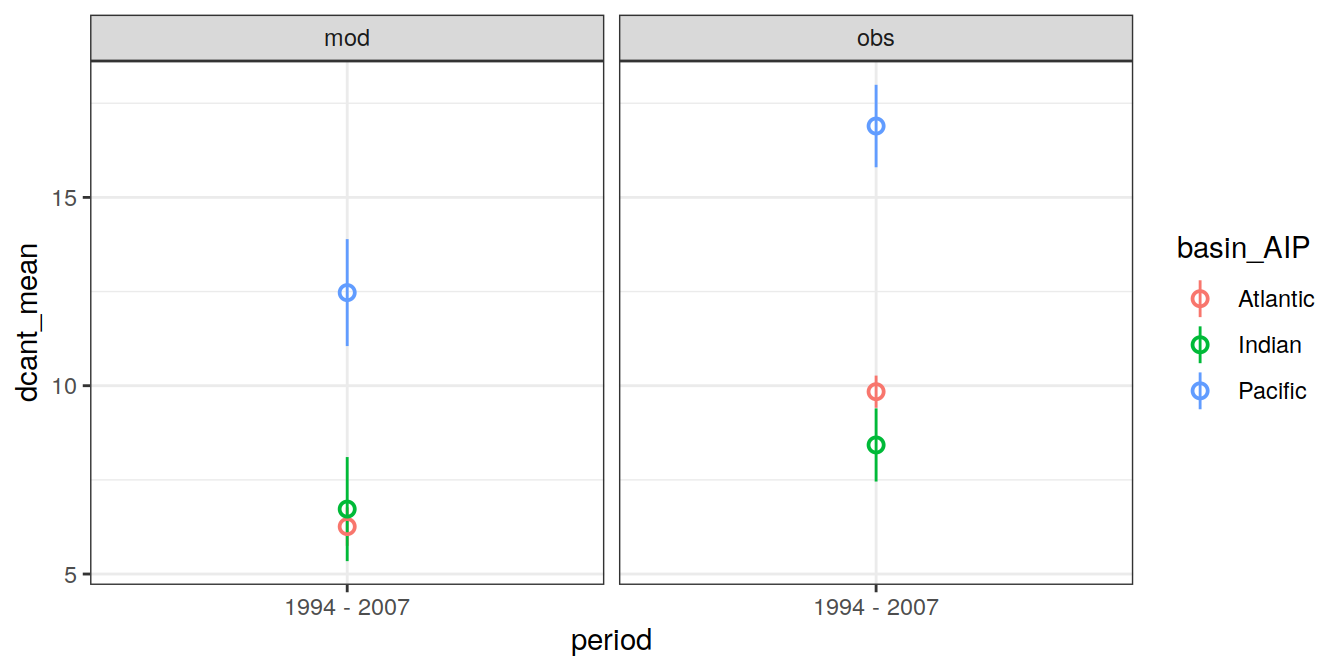 mod
obs
dcant_mean
15
10
5
1994 - 2007
1994 - 2007
period
basin_AIP
Atlantic
Indian
Pacific